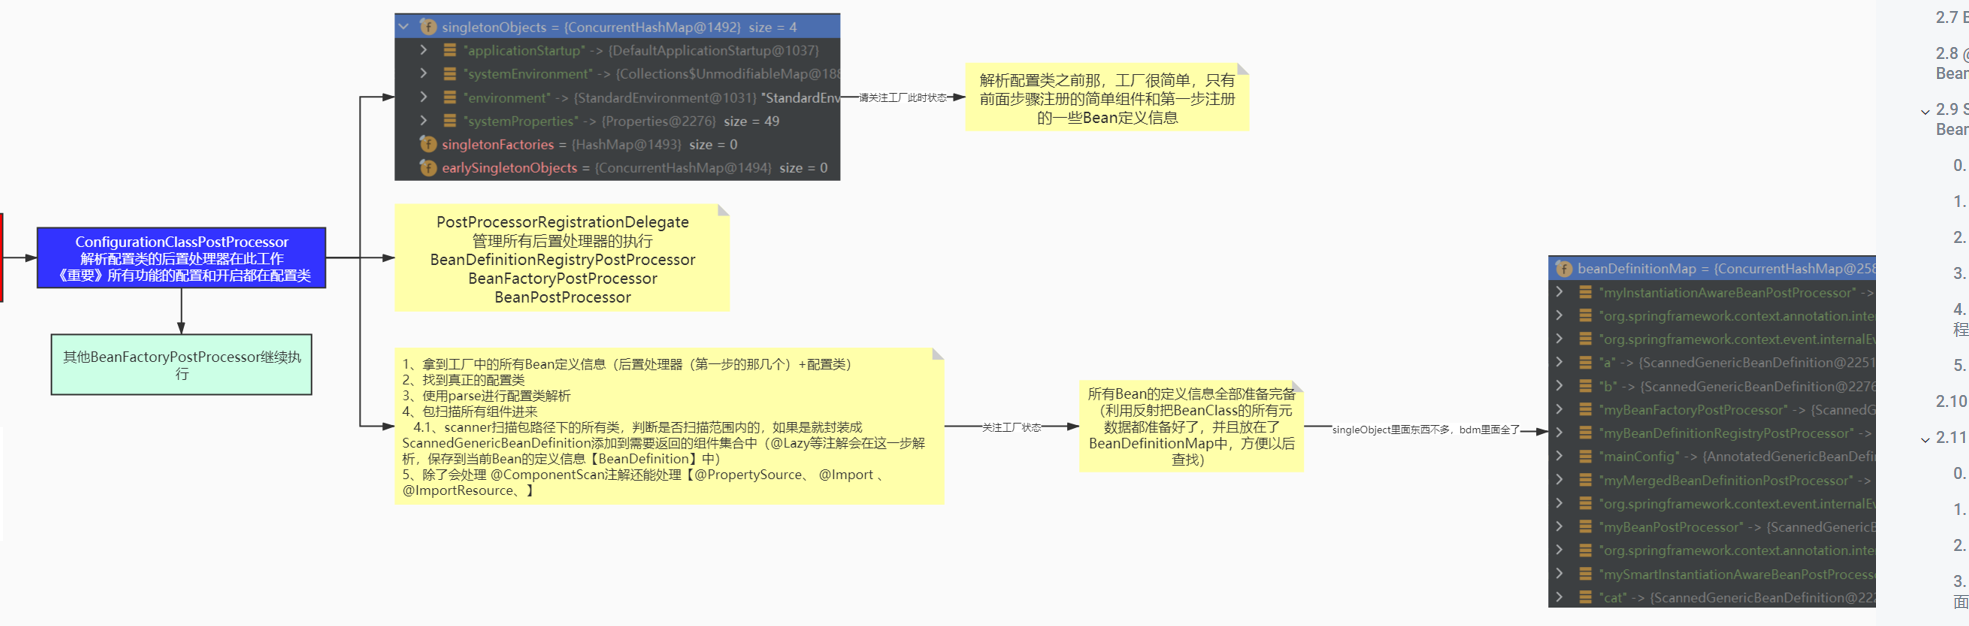 singletonObjects = {ConcurrentHashMap@1492} size = 4
"applicationStartup" -> {DefaultApplicationStartup@1037}
"systemEnvironment" -> {Collections$UnmodifiableMap@188
"environment" -> {StandardEnvironment@1031} "StandardEnv
"systemProperties" -> {Properties@2276} size = 49
singletonFactories = {HashMap@1493} size = 0
earlySingletonObjects = {ConcurrentHashMap@1494} size = 0
请关注工厂此时状态
解析配置类之前那，工厂很简单，只有
前面步骤注册的简单组件和第一步注册
的一些Bean定义信息
ConfigurationClassPostProcessor
解析配置类的后置处理器在此工作
《重要》所有功能的配置和开启都在配置类
其他BeanFactoryPostProcessor继续执
行
PostProcessorRegistrationDelegate
管理所有后置处理器的执行
BeanDefinitionRegistryPostProcessor
BeanFactoryPostProcessor
BeanPostProcessor
1、拿到工厂中的所有Bean定义信息（后置处理器（第一步的那几个）+配置类）
2、找到真正的配置类
3、使用parse进行配置类解析
4、包扫描所有组件进来
4.1、scanner扫描包路径下的所有类，判断是否扫描范围内的，如果是就封装成
ScannedGenericBeanDefinition添加到需要返回的组件集合中（@Lazy等注解会在这一步解
析，保存到当前Bean的定义信息【BeanDefinition】中）
5、除了会处理 @ComponentScan注解还能处理【@PropertySource、 @Import 、
@ImportResource、】
关注工厂状态
所有Bean的定义信息全部准备完备
（利用反射把BeanClass的所有元
数据都准备好了，并且放在了
BeanDefinitionMap中，方便以后
查找）
singleObject里面东西不多，bdm里面全了
beanDefinitionMap = {ConcurrentHashMap@258
"myInstantiationAwareBeanPostProcessor" ->
"org.springframework.context.annotation.inte
"org.springframework.context.event.internalEv
"a" -> {ScannedGenericBeanDefinition@2251
"b" -> {ScannedGenericBeanDefinition@2276
"myBeanFactoryPostProcessor" -> {ScannedG
"myBeanDefinitionRegistryPostProcessor" ->
"mainConfig" -> {AnnotatedGenericBeanDefi
"myMergedBeanDefinitionPostProcessor" ->
"org.springframework.context.event.internalE
"myBeanPostProcessor" -> {ScannedGenericB
"org.springframework.context.annotation.inte
"mySmartInstantiationAwareBeanPostProcess
"cat" -> {ScannedGenericBeanDefinition@222
2.7
2.8 @
Bean
2.9 S
Bean
0.
1.
2.
3.
4.
程
5.
2.10
2.11
0.
1.
2.
3.
面